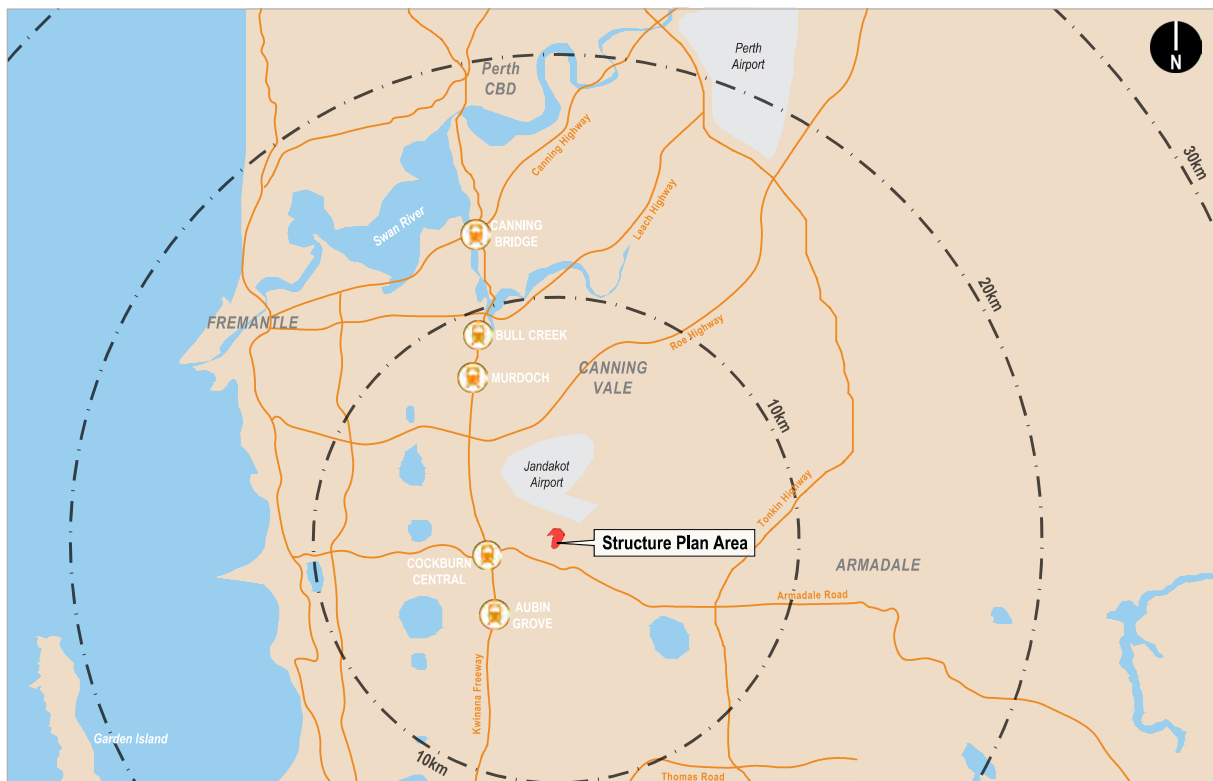 Perth
Airport
N
Perth
CBD
Canning Highway
30km
Leach Highway
Swan River
CANNING
BRIDGE
20km
FREMANTLE
BULL CREEK
Roe Highway
CANNING
VALE
MURDOCH
10km
Jandakot
Airport
Tonkin Highway
Structure Plan Area
COCKBURN
CENTRAL
ARMADALE
Armadale Road
AUBIN
GROVE
Kwinana Freeway
Garden Island
10km
Thomas Road